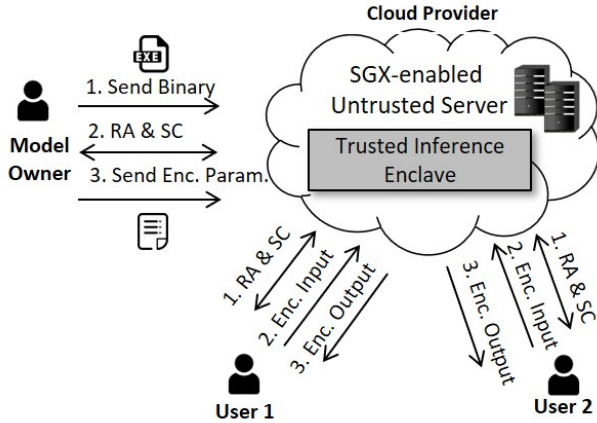 Cloud Provider
EXE
1. Send Binary
2. RA & SC
Model
Owner
3. Send Enc. Param.
SGX-enabled
Untrusted Server
Trusted Inference
Enclave
1. RA & SC
2. Enc. Input
3. Enc. Output
User 1
3. Enc. Output
2. Enc. Input
1. RA & SC
User 2